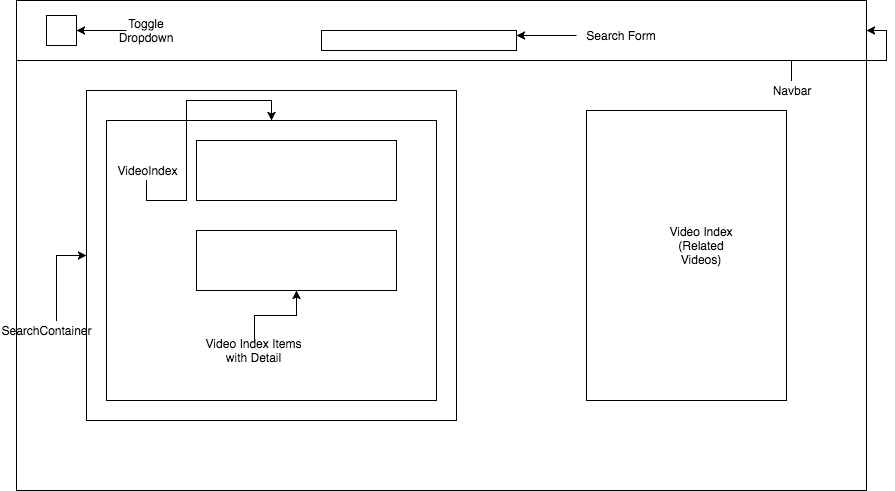 Toggle
Dropdown
Search Form
Navbar
VideoIndex
Video Index
(Related
Videos)
SearchContainer
Video Index Items
with Detail